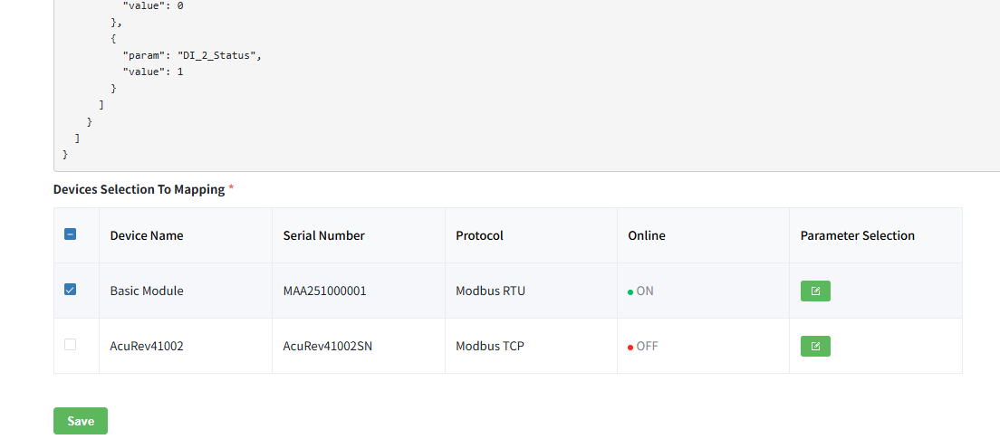 "value": 0
},
{
"param": "DI_2_Status",
"value": 1
}
]
}
]
}
Devices Selection To Mapping *
Device Name Serial Number Protocol Online Parameter Selection
Basic Module MAA251000001 Modbus RTU ON
AcuRev41002 AcuRev41002SN Modbus TCP OFF
Save